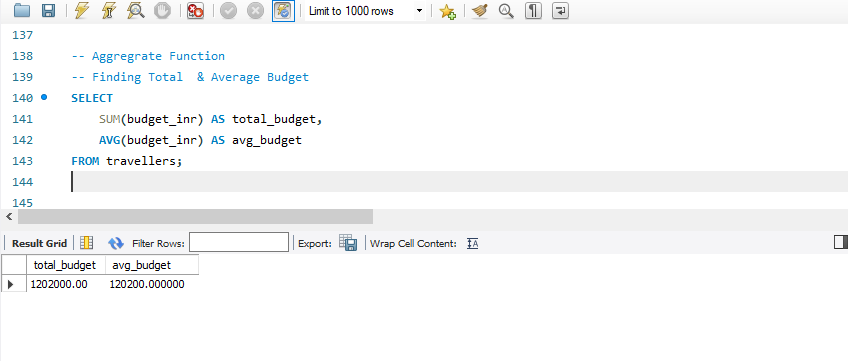 Limit to 1000 rows
137
138 -- Aggregrate Function
139 -- Finding Total  & Average Budget
140 SELECT
141     SUM(budget_inr) AS total_budget,
142     AVG(budget_inr) AS avg_budget
143 FROM travellers;
144
145
Result Grid Filter Rows: Export: Wrap Cell Content:
total_budget avg_budget
1202000.00 120200.000000